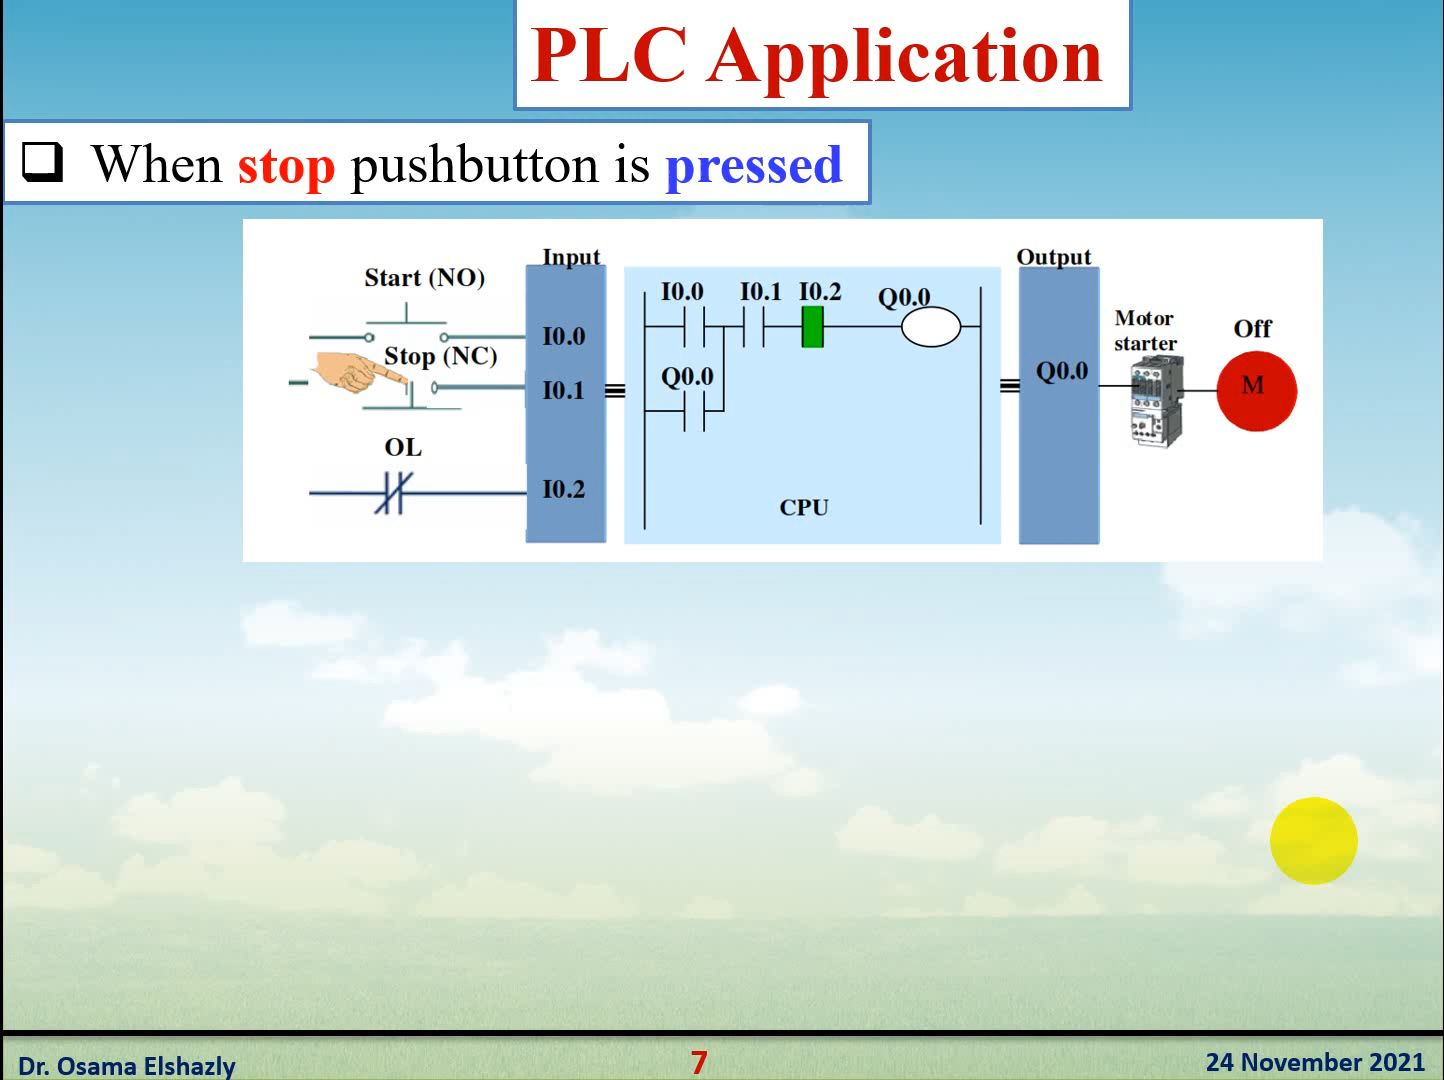 PLC Application
When stop pushbutton is pressed
Input
Output
Start (NO)
I0.0
I0.1
I0.2
Q0.0
Motor
starter
Off
I0.0
Stop (NC)
Q0.0
Q0.0
M
I0.1
OL
I0.2
CPU
Dr. Osama Elshazly
7
24 November 2021